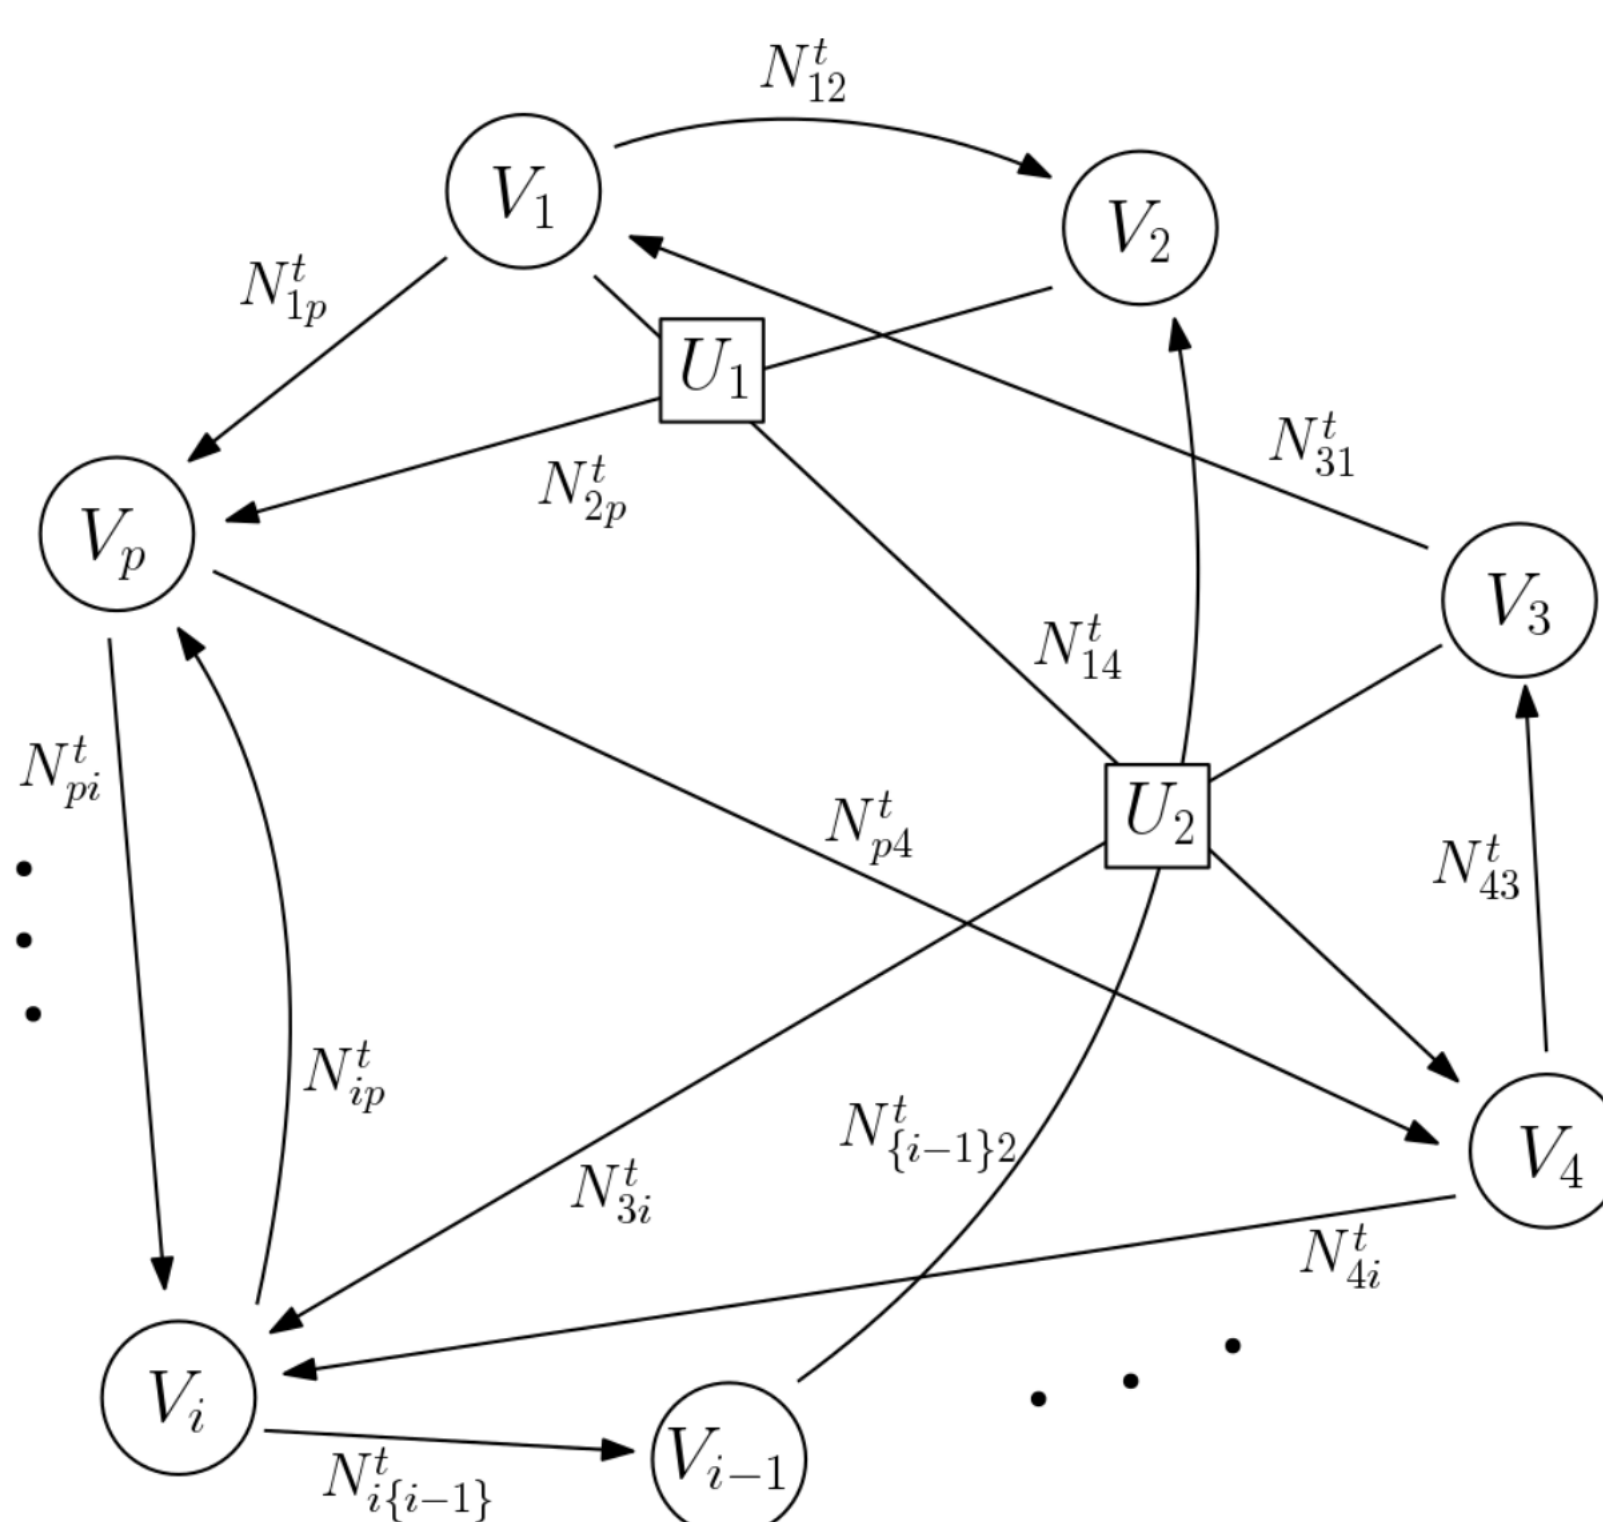 N^t_{12}
V_1
V_2
N^t_{1p}
U_1
N^t_{31}
N^t_{2p}
V_p
V_3
N^t_{14}
N^t_{pi}
N^t_{p4}
U_2
N^t_{43}
N^t_{ip}
N^t_{\{i-1\}2}
V_4
N^t_{3i}
N^t_{4i}
V_i
V_{i-1}
N^t_{i\{i-1\}}